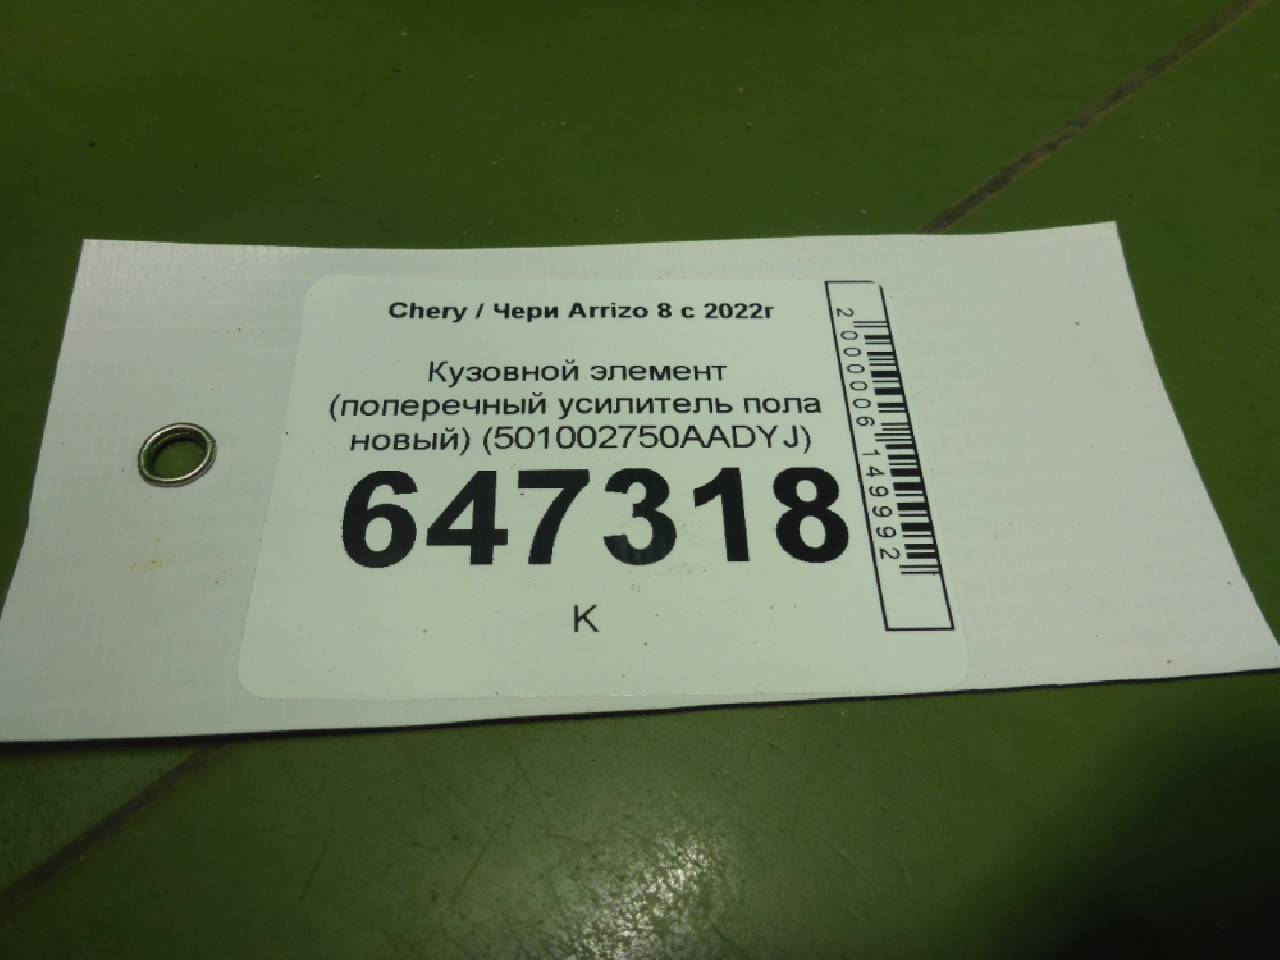 Chery / Чери Arrizo 8 с 2022г
Кузовной элемент
(поперечный усилитель пола
новый) (501002750AADYJ)
647318
К
2000006149992